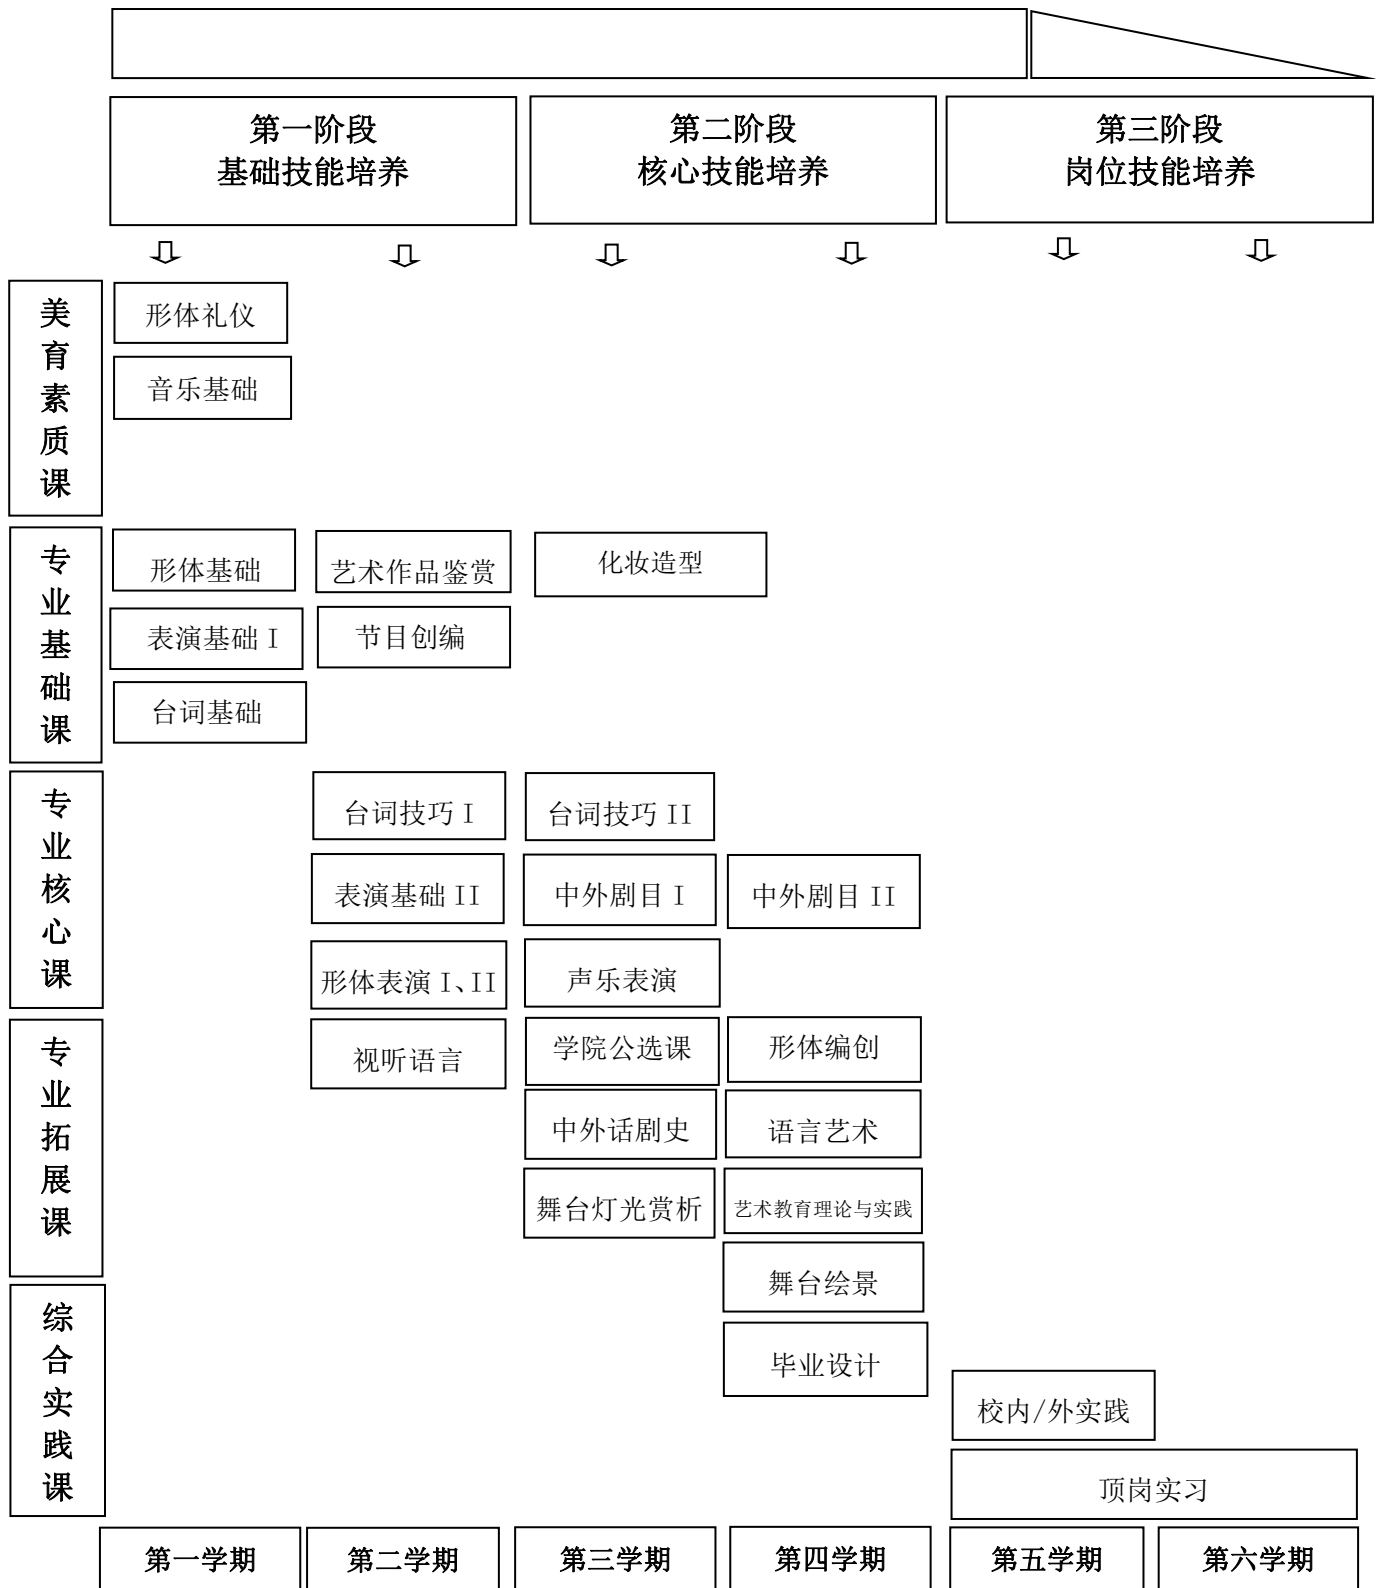 第一阶段
基础技能培养
第二阶段
核心技能培养
第三阶段
岗位技能培养
美育素质课
形体礼仪
音乐基础
专业基础课
形体基础
艺术作品鉴赏
化妆造型
表演基础 I
节目创编
台词基础
专业核心课
台词技巧 I
台词技巧 II
表演基础 II
中外剧目 I
中外剧目 II
形体表演 I、II
声乐表演
专业拓展课
视听语言
学院公选课
形体编创
中外话剧史
语言艺术
舞台灯光赏析
艺术教育理论与实践
舞台绘景
综合实践课
毕业设计
校内/外实践
顶岗实习
第一学期
第二学期
第三学期
第四学期
第五学期
第六学期